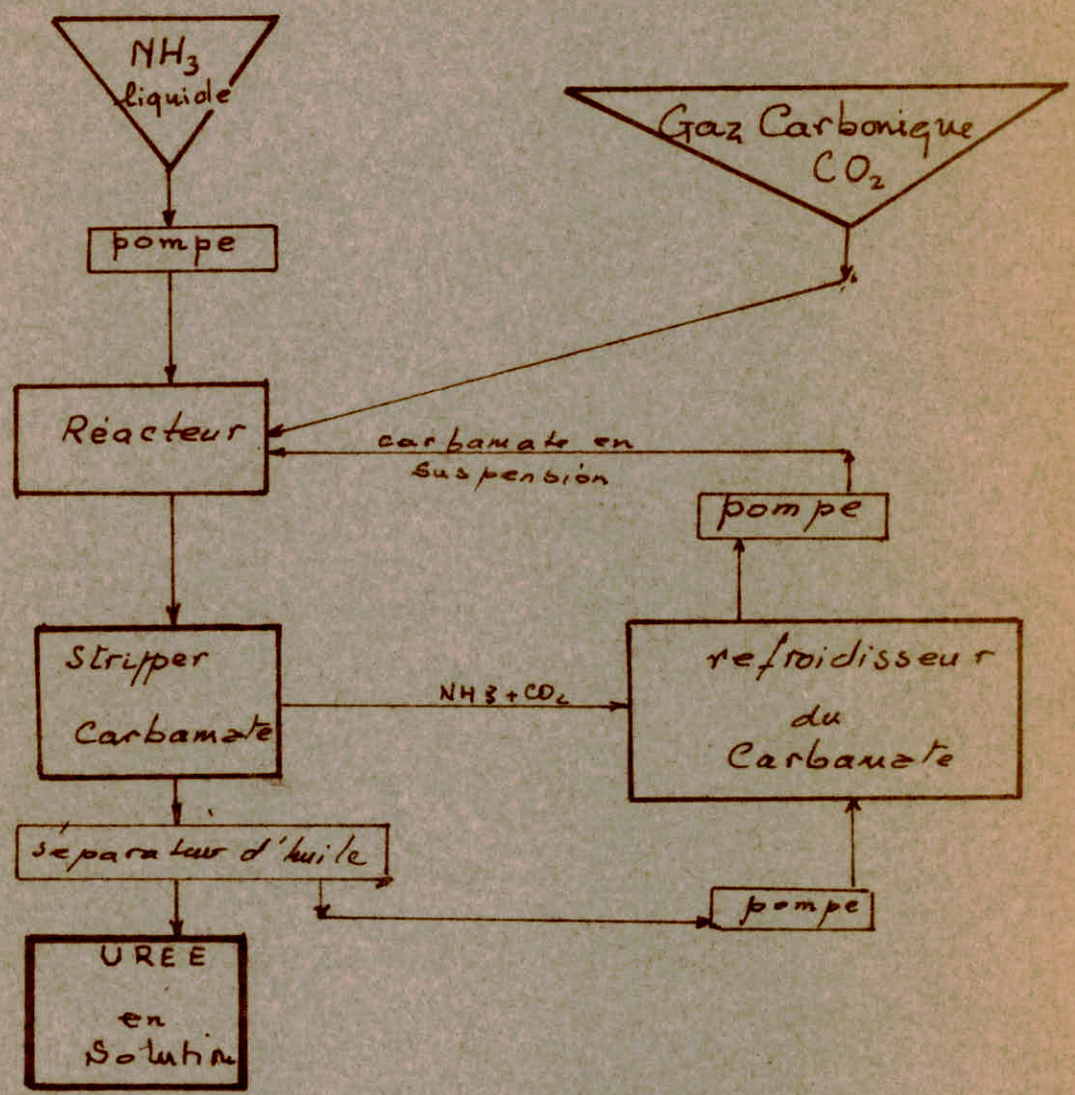 NH₃
liquide
Gaz Carbonique
CO₂
pompe
Réacteur
carbamate en
suspensión
pompe
Stripper
Carbamate
NH3+CO₂
refroidisseur
du
Carbamate
séparateur d'huile
pompe
UREE
en
Solution